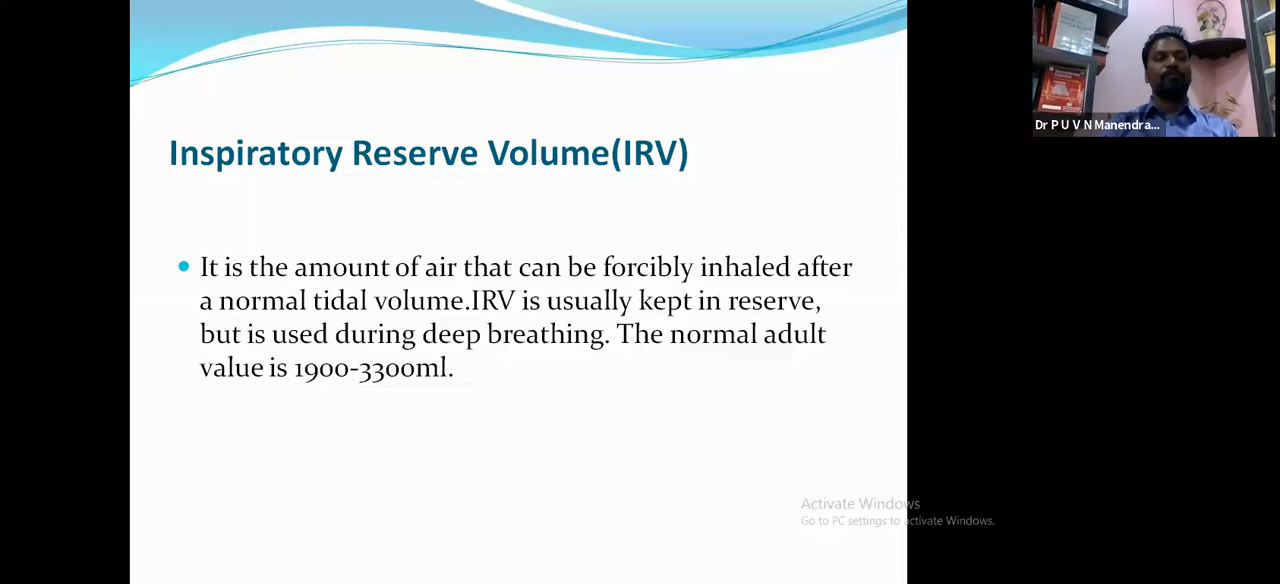 Dr P U V N Manendra...
Inspiratory Reserve Volume(IRV)
It is the amount of air that can be forcibly inhaled after
a normal tidal volume.IRV is usually kept in reserve,
but is used during deep breathing. The normal adult
value is 1900-3300ml.
Activate Windows
Go to PC settings to activate Windows.